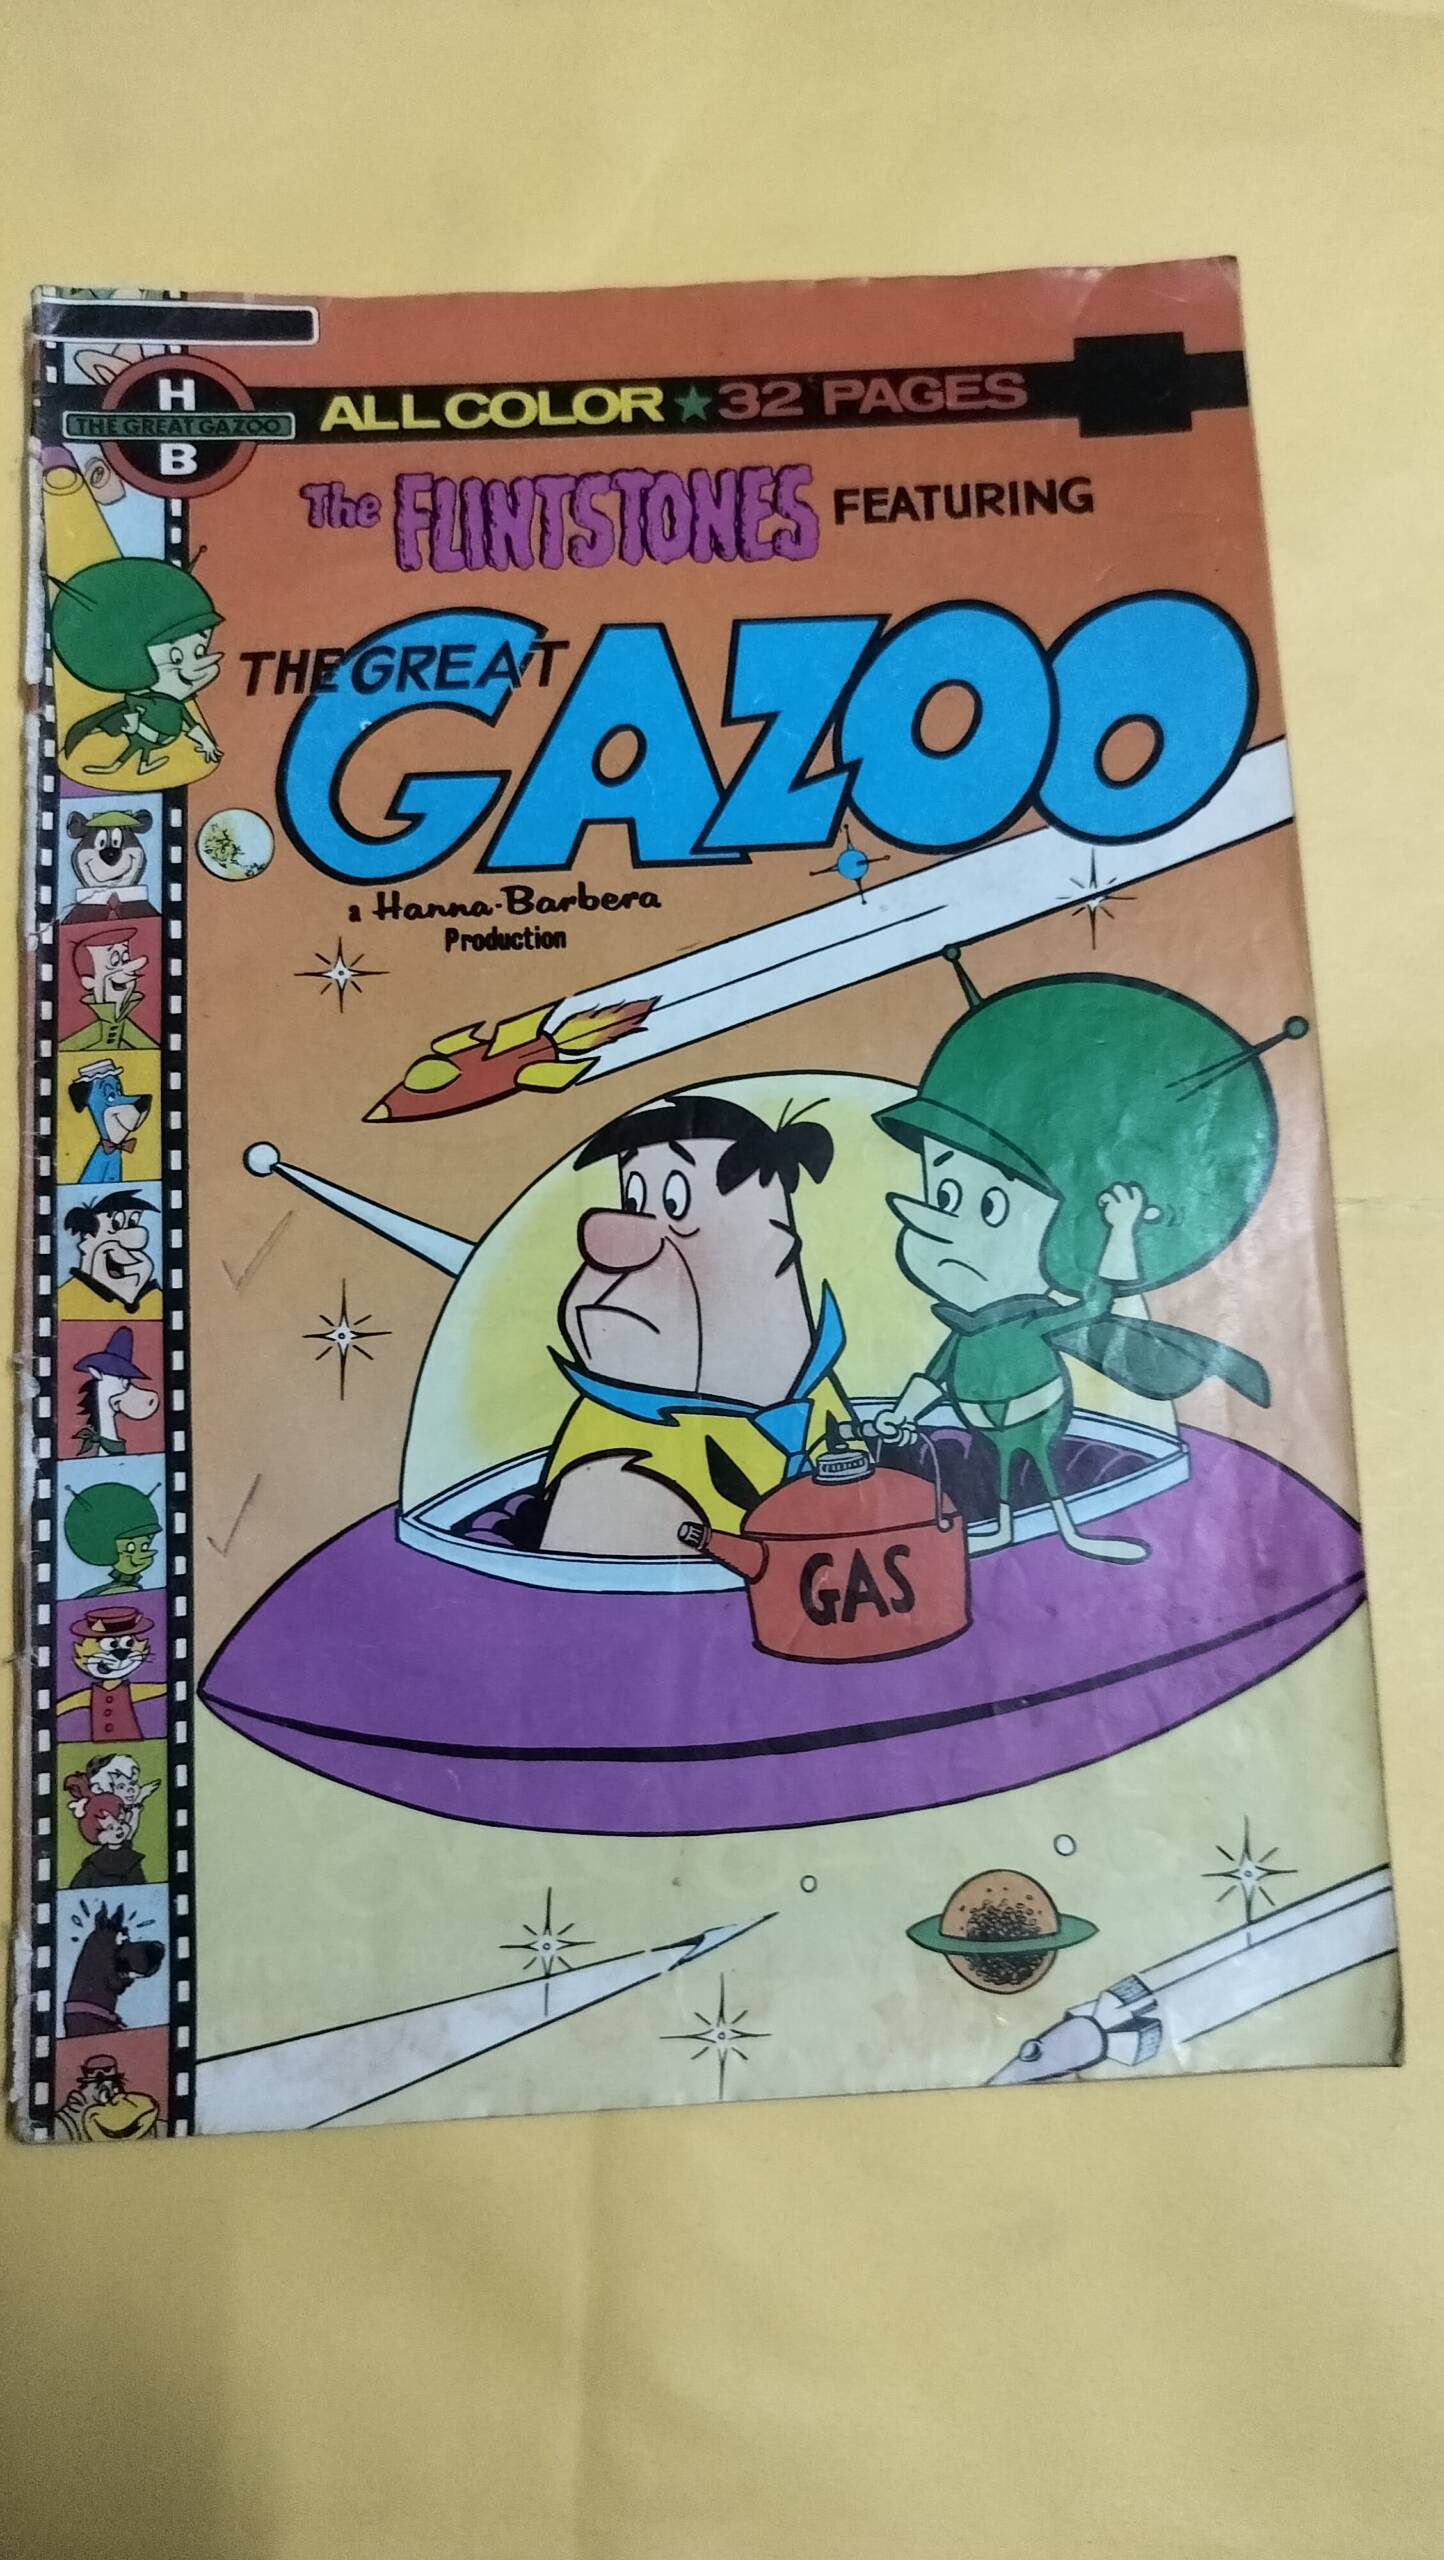 H
THE GREAT GAZOO
B
ALL COLOR ★ 32 PAGES
The FLINTSTONES FEATURING
THE GREAT
GAZOO
a Hanna-Barbera
Production
GAS